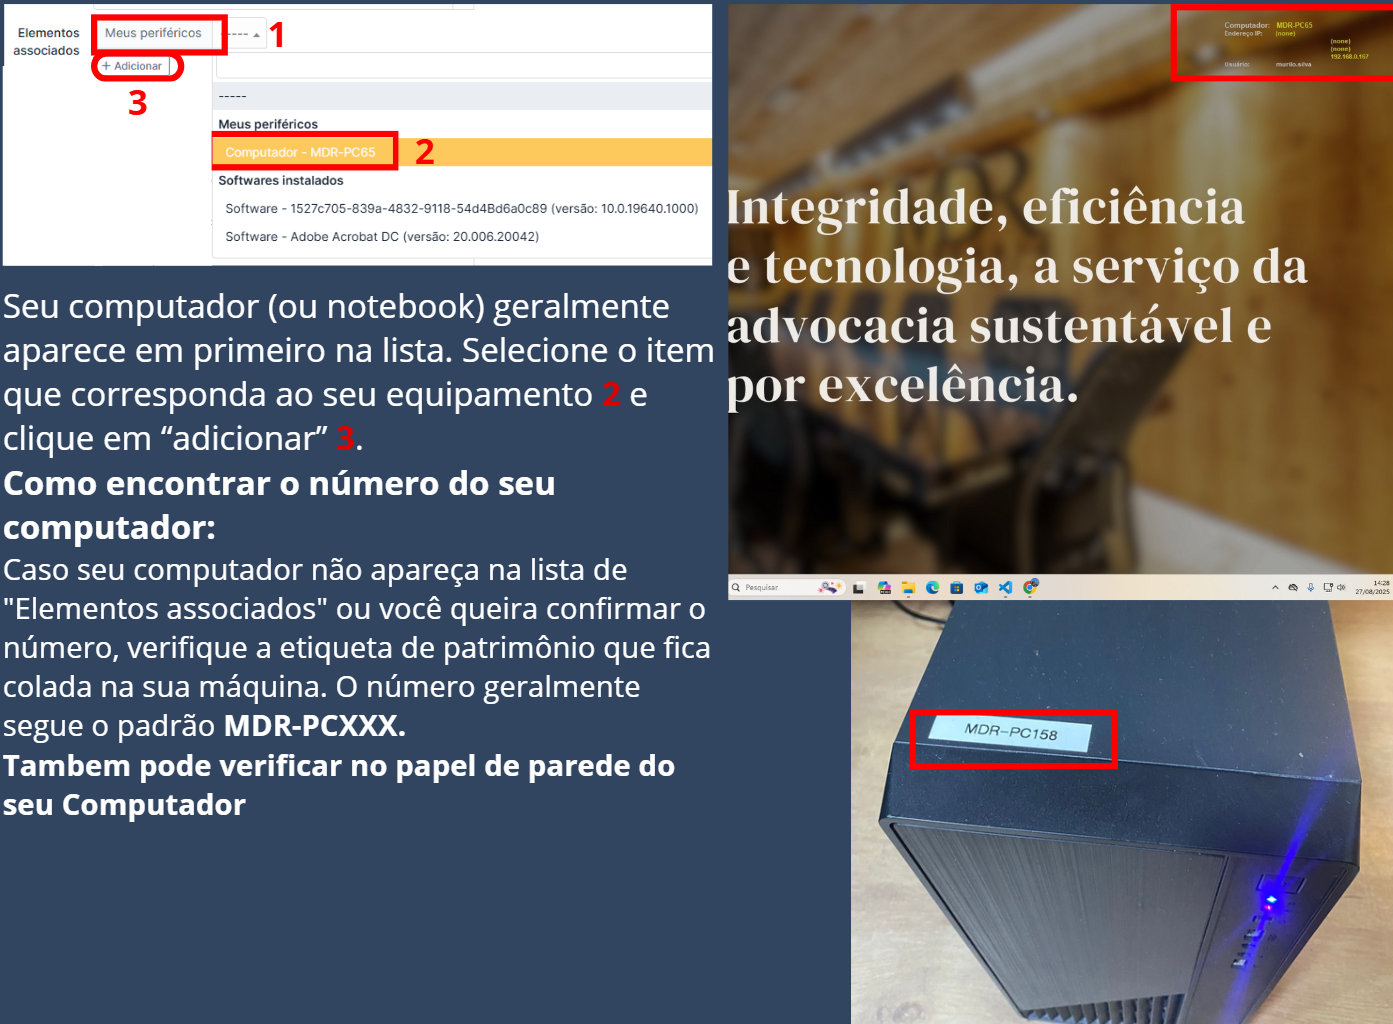 Elementos
associados
Meus periféricos
-----
1
+ Adicionar
3
-----
Meus periféricos
Computador - MDR-PC65
2
Softwares instalados
Software - 1527c705-839a-4832-9118-54d4Bd6a0c89 (versão: 10.0.19640.1000)
Software - Adobe Acrobat DC (versão: 20.006.20042)
Seu computador (ou notebook) geralmente
aparece em primeiro na lista. Selecione o item
que corresponda ao seu equipamento 2 e
clique em “adicionar” 3.
Como encontrar o número do seu
computador:
Caso seu computador não apareça na lista de
"Elementos associados" ou você queira confirmar o
número, verifique a etiqueta de patrimônio que fica
colada na sua máquina. O número geralmente
segue o padrão MDR-PCXXX.
Tambem pode verificar no papel de parede do
seu Computador
Computador: MDR-PC65
Endereço IP: (none)
(none)
(none)
192.168.0.167
Usuário: murilo.silva
Integridade, eficiência
e tecnologia, a serviço da
advocacia sustentável e
por excelência.
Pesquisar
14:28
27/08/2025
MDR-PC158